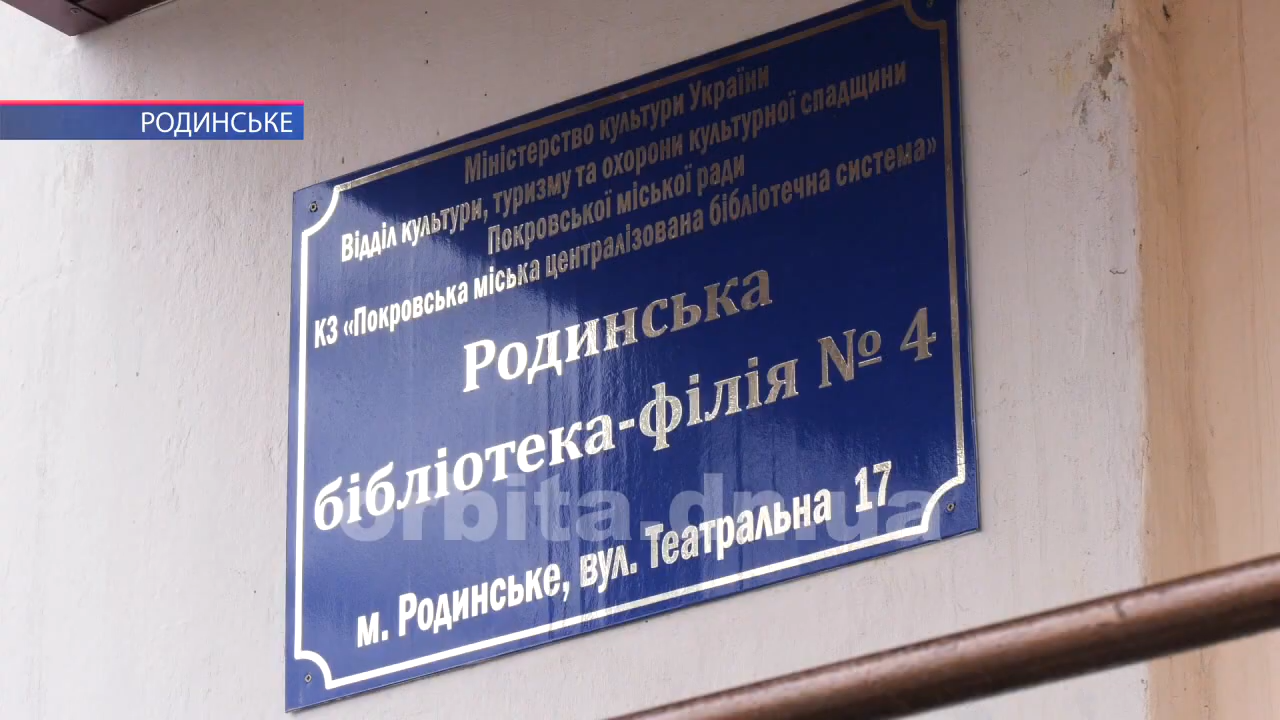 РОДИНСЬКЕ
Міністерство культури України
Відділ культури, туризму та охорони культурної спадщини
Покровської міської ради
КЗ «Покровська міська централізована бібліотечна система»
Родинська
бібліотека-філія № 4
orbita.dn.ua
м. Родинське, вул. Театральна 17